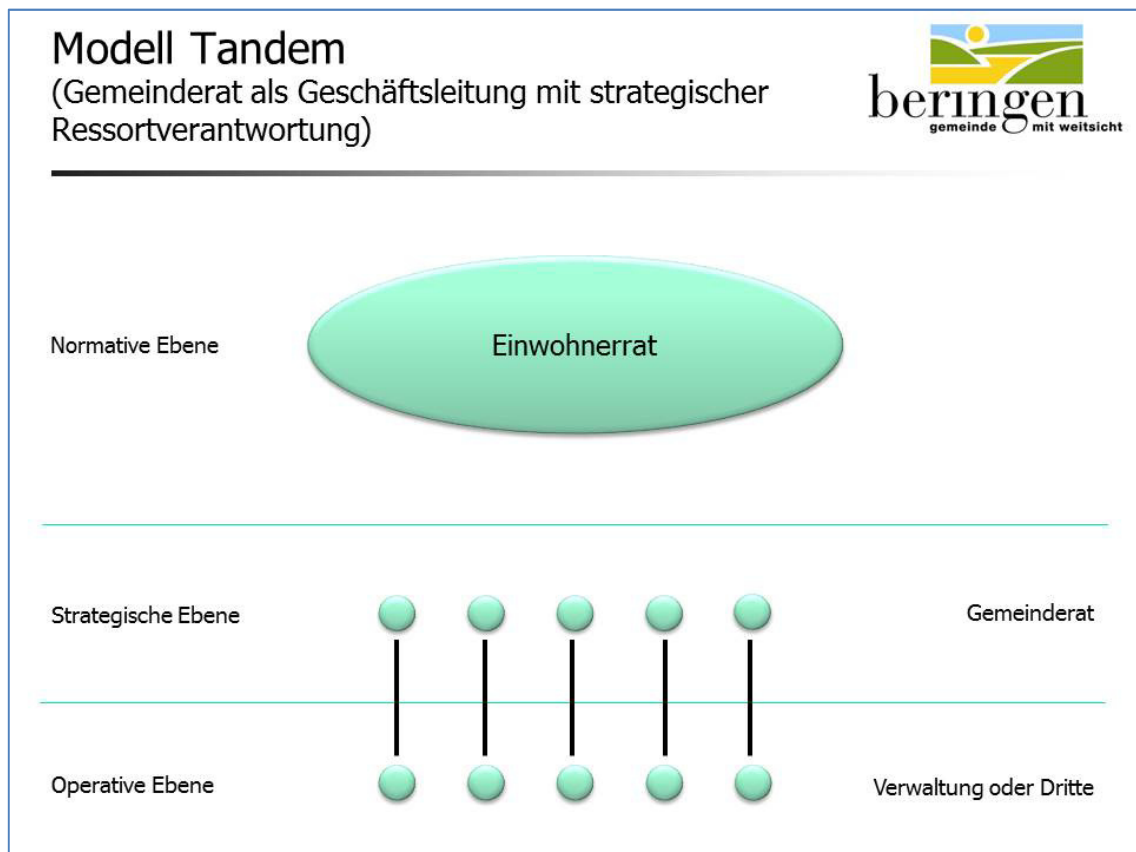 Modell Tandem
(Gemeinderat als Geschäftsleitung mit strategischer
Ressortverantwortung)
beringen
gemeinde mit weitsicht
Normative Ebene
Einwohnerrat
Strategische Ebene
Gemeinderat
Operative Ebene
Verwaltung oder Dritte